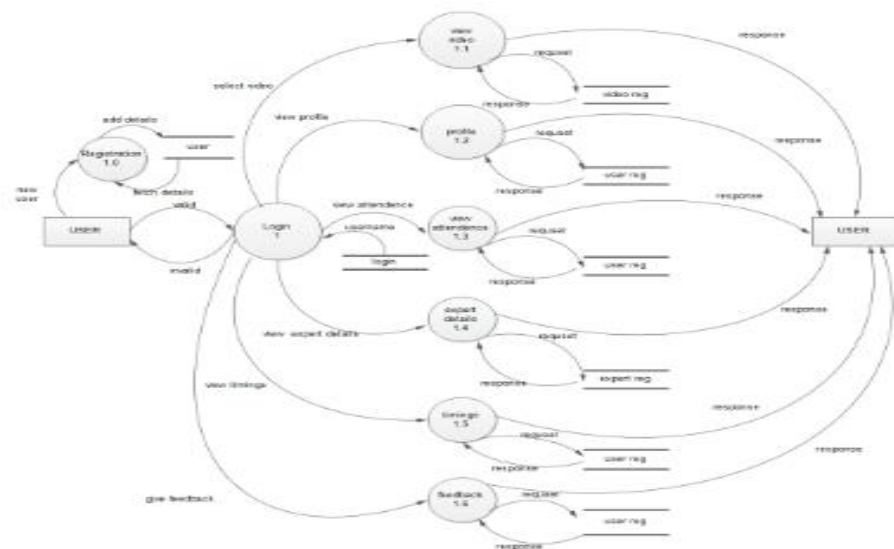 view
video
1.1
response
request
select video
video reg
response
view profile
profile
1.2
request
response
add details
user
Registration
1.0
user reg
response
fetch details
new
user
valid
view attendence
response
USER
Login
1
username
view
attendence
1.3
request
USER
invalid
login
user reg
response
expert
details
1.4
response
view expert details
request
response
expert reg
view timings
timings
1.5
response
request
user reg
response
response
give feedback
feedback
1.6
request
user reg
response